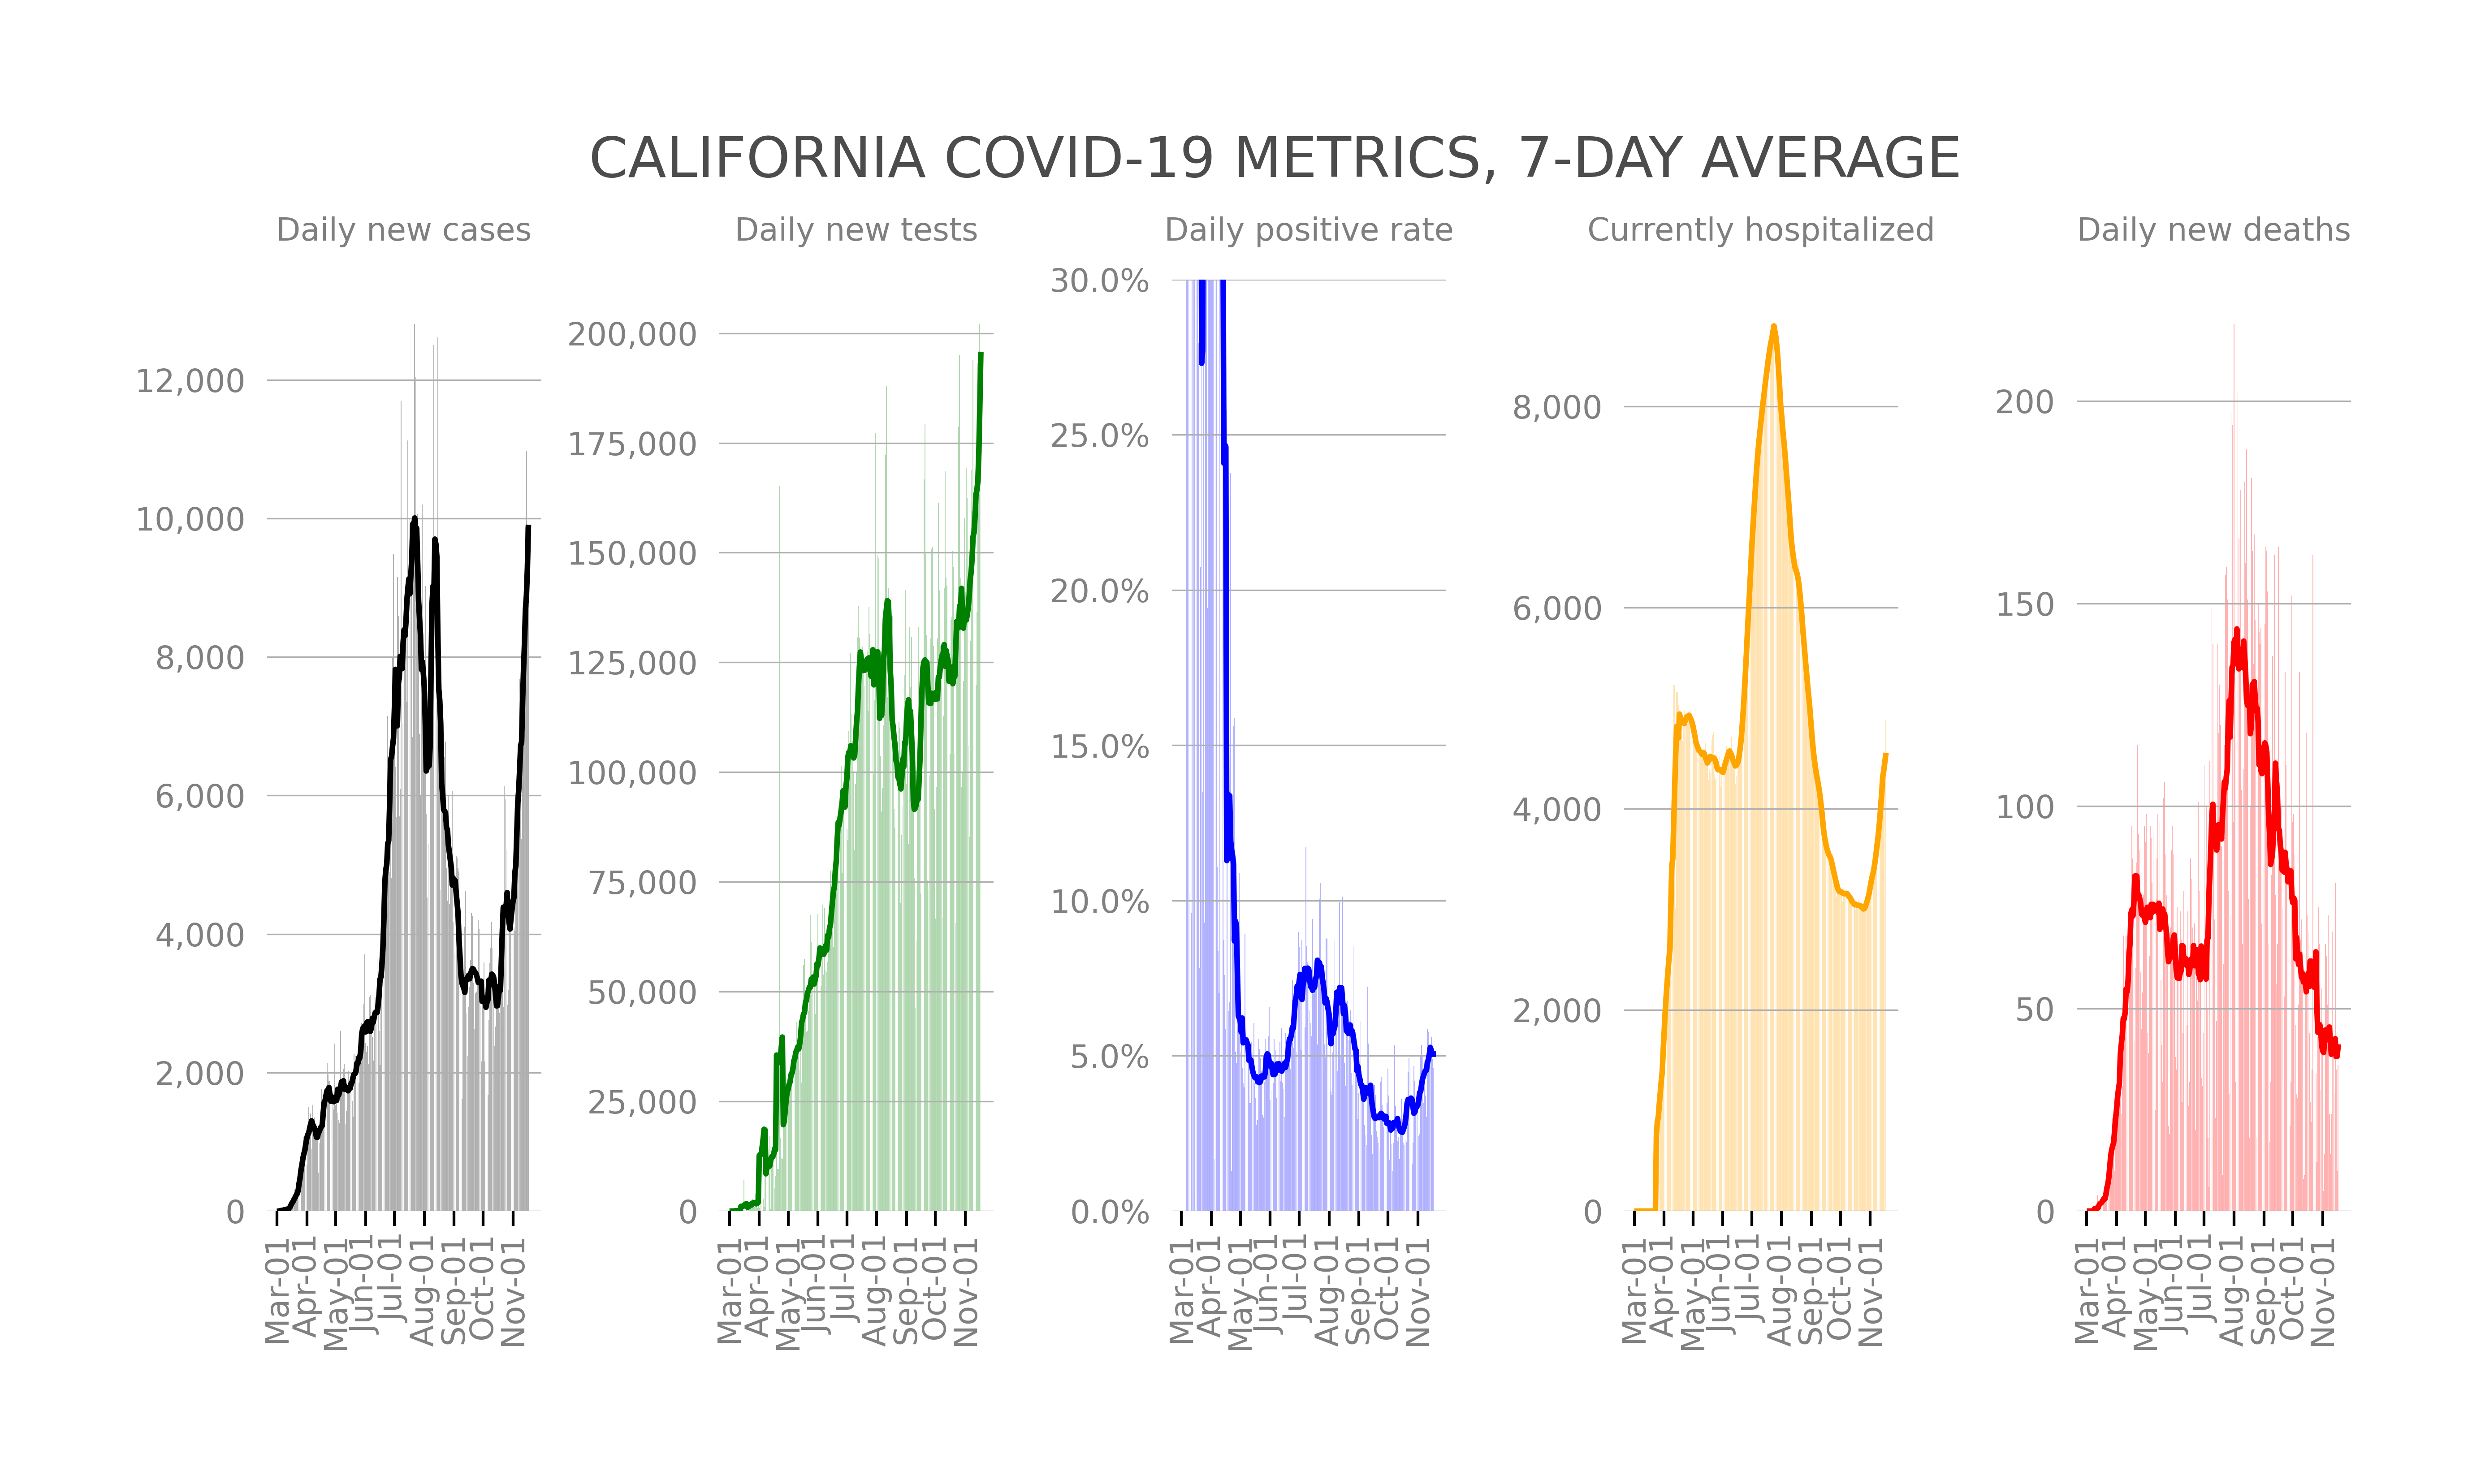 CALIFORNIA COVID-19 METRICS, 7-DAY AVERAGE
Daily new cases
12,000
10,000
8,000
6,000
4,000
2,000
0
Mar-01
Apr-01
May-01
Jun-01
Jul-01
Aug-01
Sep-01
Oct-01
Nov-01
Daily new tests
200,000
175,000
150,000
125,000
100,000
75,000
50,000
25,000
0
Mar-01
Apr-01
May-01
Jun-01
Jul-01
Aug-01
Sep-01
Oct-01
Nov-01
Daily positive rate
30.0%
25.0%
20.0%
15.0%
10.0%
5.0%
0.0%
Mar-01
Apr-01
May-01
Jun-01
Jul-01
Aug-01
Sep-01
Oct-01
Nov-01
Currently hospitalized
8,000
6,000
4,000
2,000
0
Mar-01
Apr-01
May-01
Jun-01
Jul-01
Aug-01
Sep-01
Oct-01
Nov-01
Daily new deaths
200
150
100
50
0
Mar-01
Apr-01
May-01
Jun-01
Jul-01
Aug-01
Sep-01
Oct-01
Nov-01